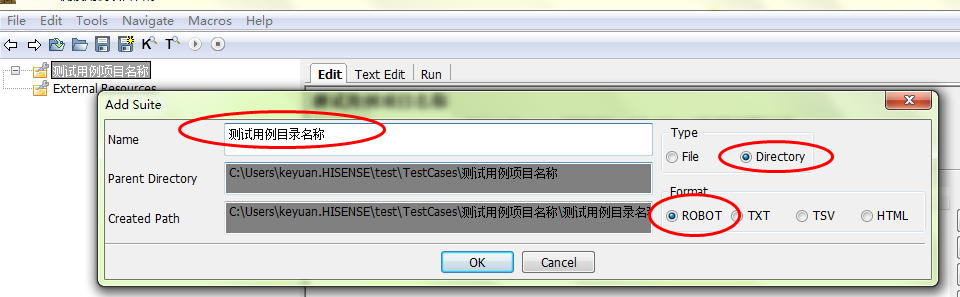 File Edit Tools Navigate Macros Help
测试用例项目名称
External Resources
Edit Text Edit Run
Add Suite
Name 测试用例目录名称
Type
File Directory
Parent Directory C:\Users\keyuan.HISENSE\test\TestCases\测试用例项目名称
Format
Created Path C:\Users\keyuan.HISENSE\test\TestCases\测试用例项目名称\测试用例目录名称
ROBOT TXT TSV HTML
OK Cancel